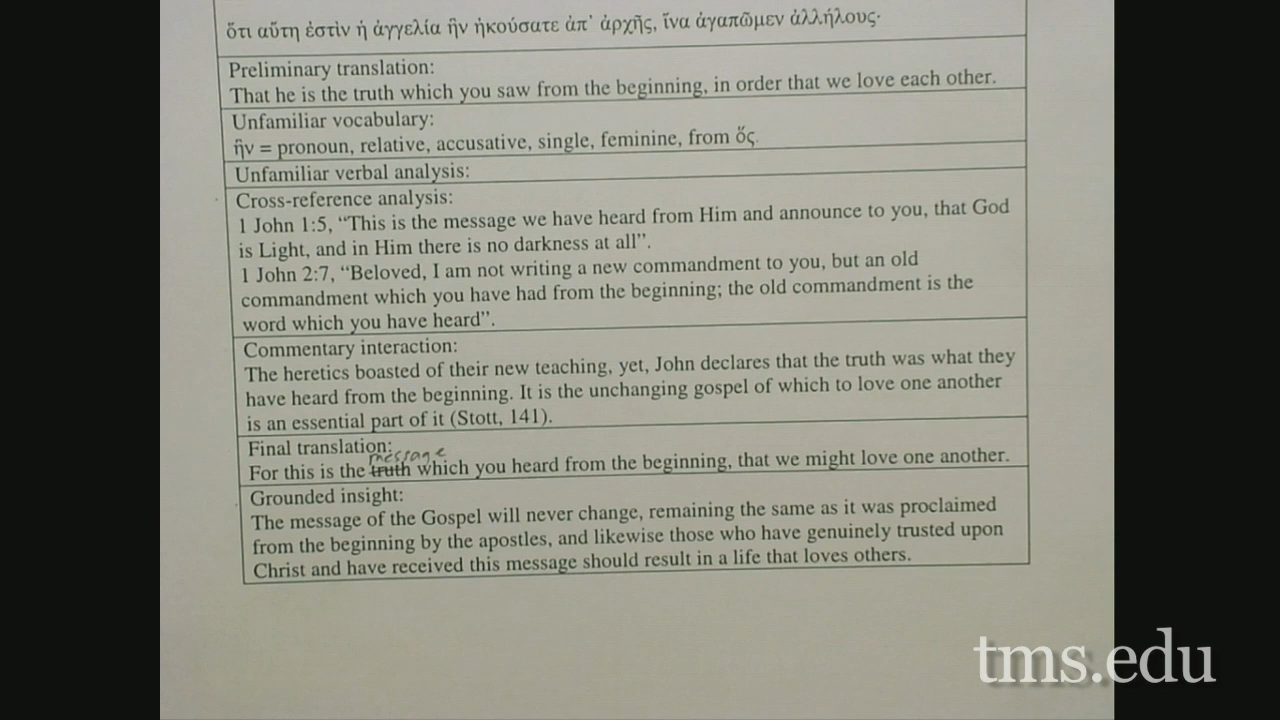 ὅτι αὕτη ἐστὶν ἡ ἀγγελία ἣν ἠκούσατε ἀπ᾽ ἀρχῆς, ἵνα ἀγαπῶμεν ἀλλήλους·
Preliminary translation:
That he is the truth which you saw from the beginning, in order that we love each other.
Unfamiliar vocabulary:
ἣν = pronoun, relative, accusative, single, feminine, from ὅς.
Unfamiliar verbal analysis:
Cross-reference analysis:
1 John 1:5, “This is the message we have heard from Him and announce to you, that God
is Light, and in Him there is no darkness at all”.
1 John 2:7, “Beloved, I am not writing a new commandment to you, but an old
commandment which you have had from the beginning; the old commandment is the
word which you have heard”.
Commentary interaction:
The heretics boasted of their new teaching, yet, John declares that the truth was what they
have heard from the beginning. It is the unchanging gospel of which to love one another
is an essential part of it (Stott, 141).
Final translation:
message
For this is the truth which you heard from the beginning, that we might love one another.
Grounded insight:
The message of the Gospel will never change, remaining the same as it was proclaimed
from the beginning by the apostles, and likewise those who have genuinely trusted upon
Christ and have received this message should result in a life that loves others.
tms.edu